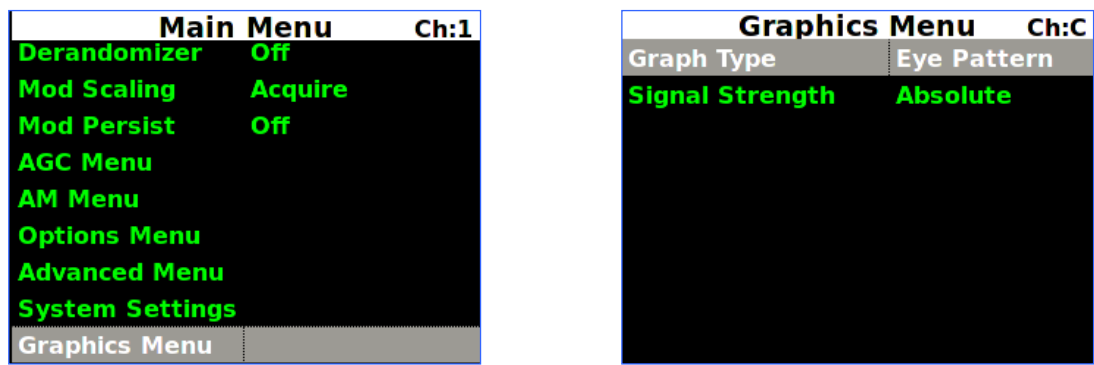 Main Menu Ch:1
Derandomizer Off
Mod Scaling Acquire
Mod Persist Off
AGC Menu
AM Menu
Options Menu
Advanced Menu
System Settings
Graphics Menu
Graphics Menu Ch:C
Graph Type Eye Pattern
Signal Strength Absolute